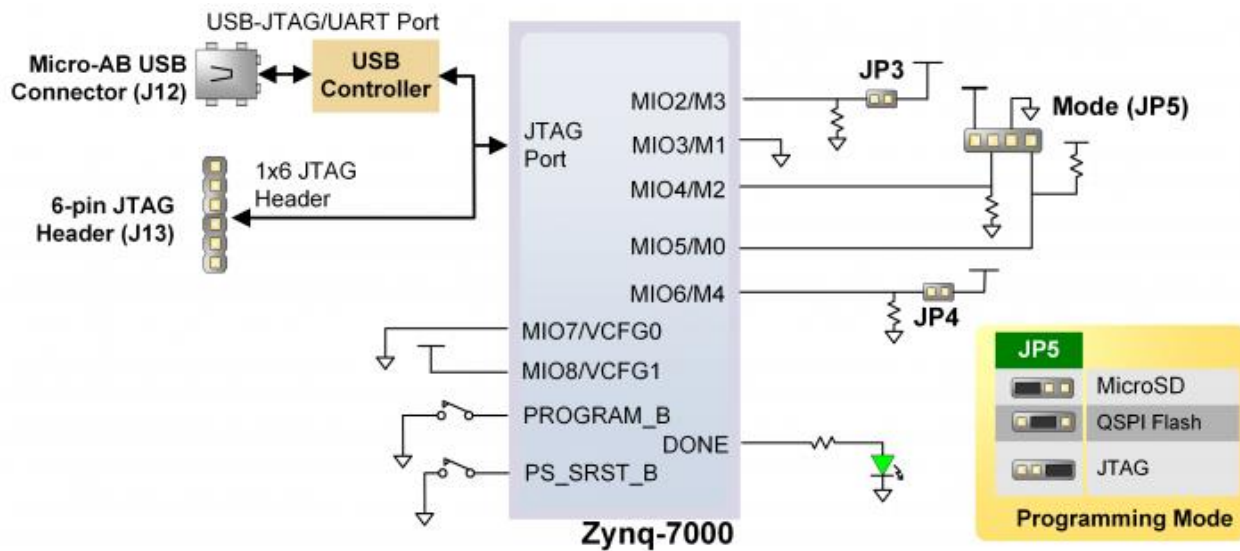 USB-JTAG/UART Port
Micro-AB USB
Connector (J12)
USB
Controller
1x6 JTAG
Header
6-pin JTAG
Header (J13)
JTAG
Port
MIO2/M3
MIO3/M1
MIO4/M2
MIO5/M0
MIO6/M4
MIO7/VCFG0
MIO8/VCFG1
PROGRAM_B
DONE
PS_SRST_B
Zynq-7000
JP3
Mode (JP5)
JP4
JP5
MicroSD
QSPI Flash
JTAG
Programming Mode